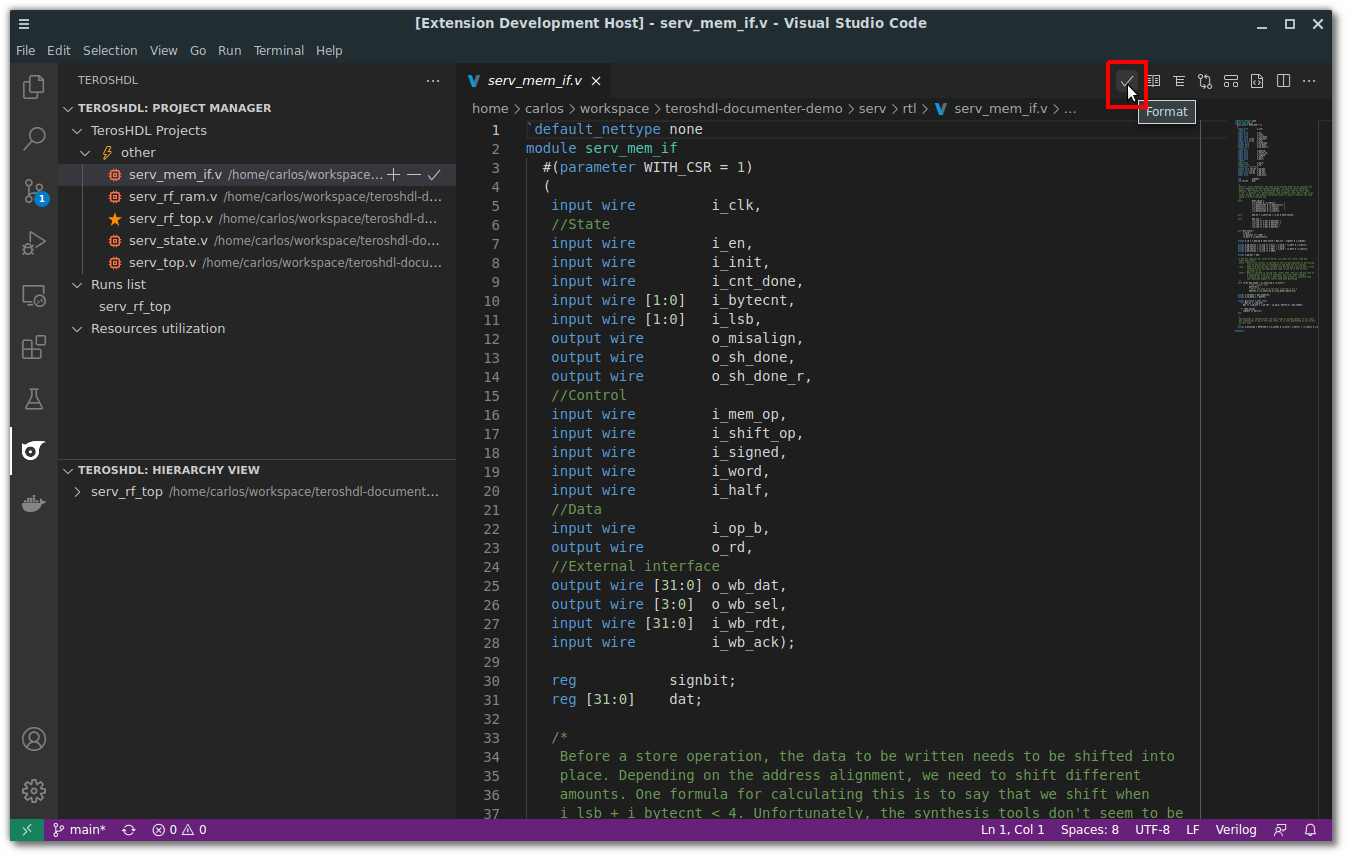 [Extension Development Host] - serv_mem_if.v - Visual Studio Code
File Edit Selection View Go Run Terminal Help
TEROSHDL
TEROSHDL: PROJECT MANAGER
TerosHDL Projects
other
serv_mem_if.v /home/carlos/workspace...
serv_rf_ram.v /home/carlos/workspace/teroshdl-d...
serv_rf_top.v /home/carlos/workspace/teroshdl-d...
serv_state.v /home/carlos/workspace/teroshdl-do...
serv_top.v /home/carlos/workspace/teroshdl-docu...
Runs list
serv_rf_top
Resources utilization
TEROSHDL: HIERARCHY VIEW
serv_rf_top /home/carlos/workspace/teroshdl-document...
1
serv_mem_if.v
Format
home > carlos > workspace > teroshdl-documenter-demo > serv > rtl > serv_mem_if.v > ...
1 `default_nettype none
2 module serv_mem_if
3 #(parameter WITH_CSR = 1)
4 (
5 input wire i_clk,
6 //State
7 input wire i_en,
8 input wire i_init,
9 input wire i_cnt_done,
10 input wire [1:0] i_bytecnt,
11 input wire [1:0] i_lsb,
12 output wire o_misalign,
13 output wire o_sh_done,
14 output wire o_sh_done_r,
15 //Control
16 input wire i_mem_op,
17 input wire i_shift_op,
18 input wire i_signed,
19 input wire i_word,
20 input wire i_half,
21 //Data
22 input wire i_op_b,
23 output wire o_rd,
24 //External interface
25 output wire [31:0] o_wb_dat,
26 output wire [3:0] o_wb_sel,
27 input wire [31:0] i_wb_rdt,
28 input wire i_wb_ack);
29
30 reg signbit;
31 reg [31:0] dat;
32
33 /*
34 Before a store operation, the data to be written needs to be shifted into
35 place. Depending on the address alignment, we need to shift different
36 amounts. One formula for calculating this is to say that we shift when
37 i_lsb + i_bytecnt < 4. Unfortunately, the synthesis tools don't seem to be
main* 0 0 Ln 1, Col 1 Spaces: 8 UTF-8 LF Verilog